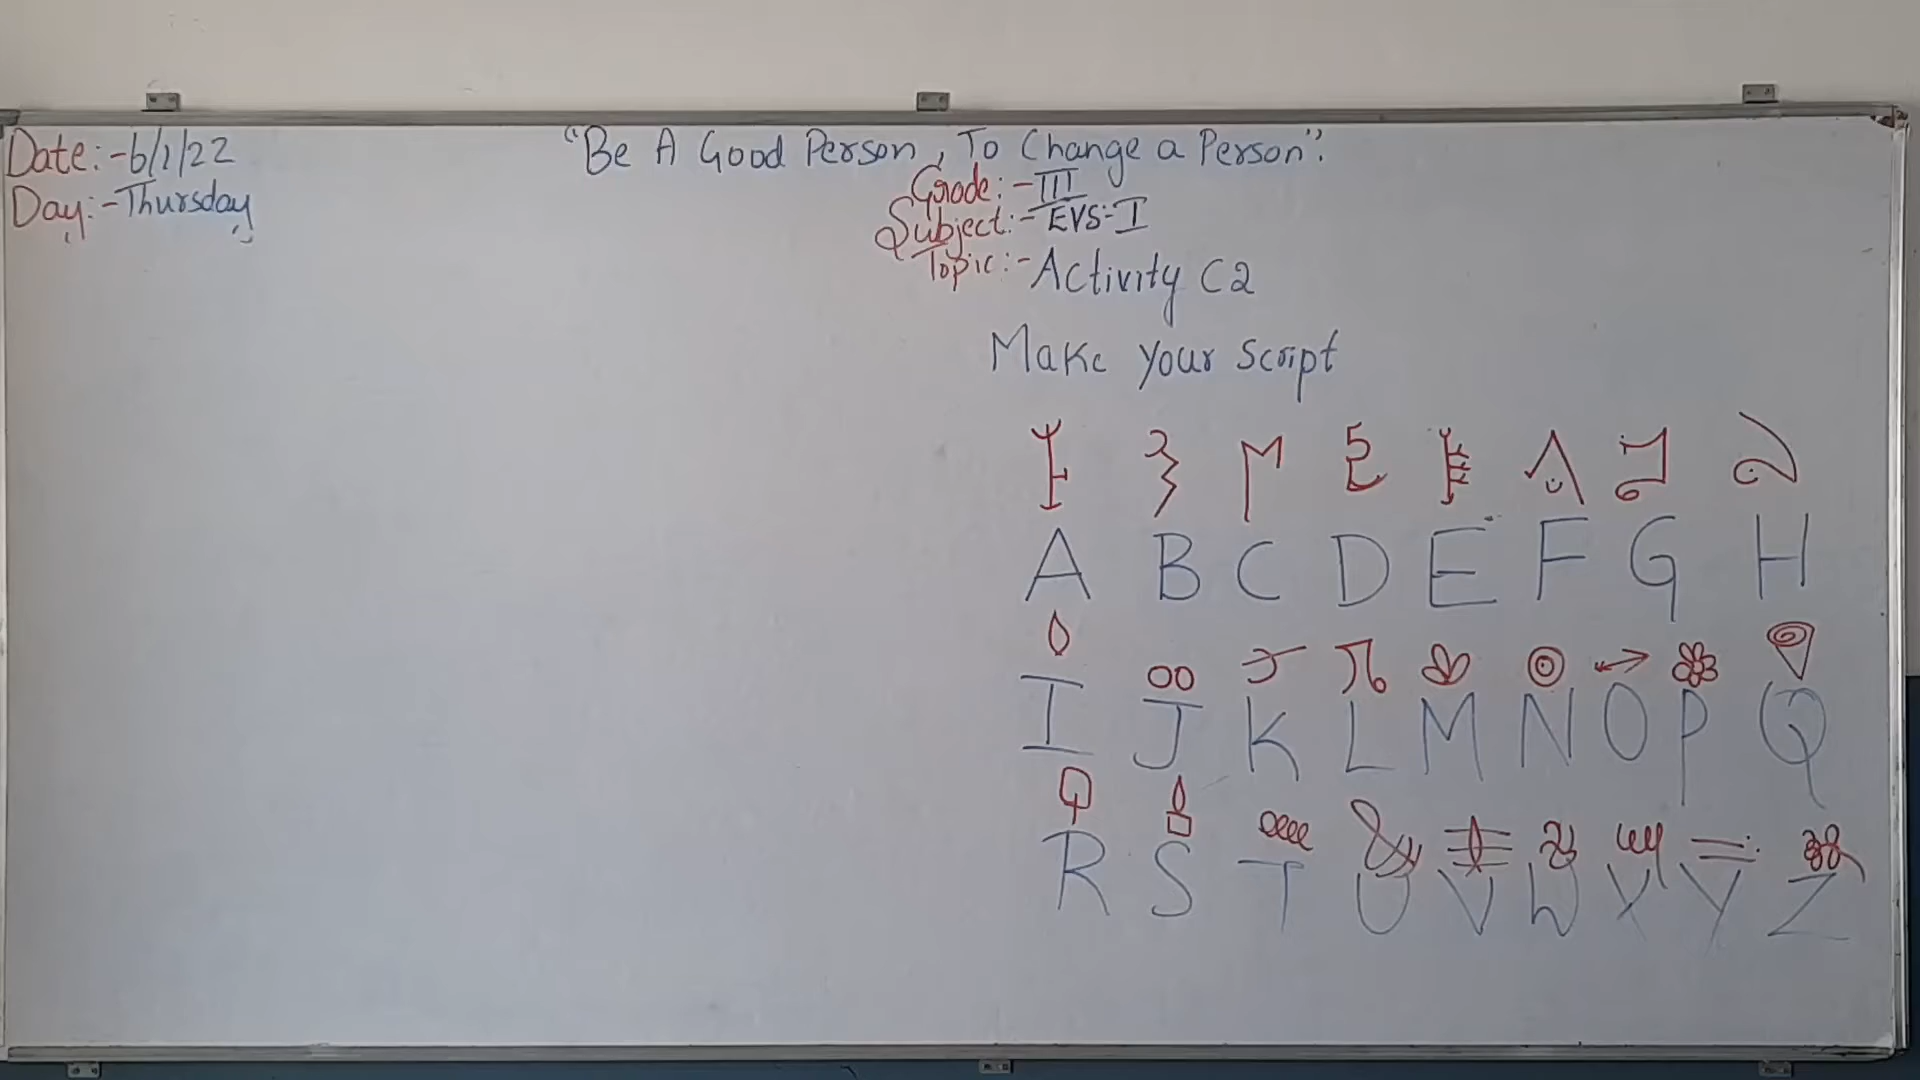 Date:-6/1/22
Day:-Thursday
"Be A Good Person, To Change a Person".
Grade:-III
Subject:-EVS-I
Topic:-Activity C2
Make your Script
A B C D E F G H
I J K L M N O P Q
R S T U V W X Y Z